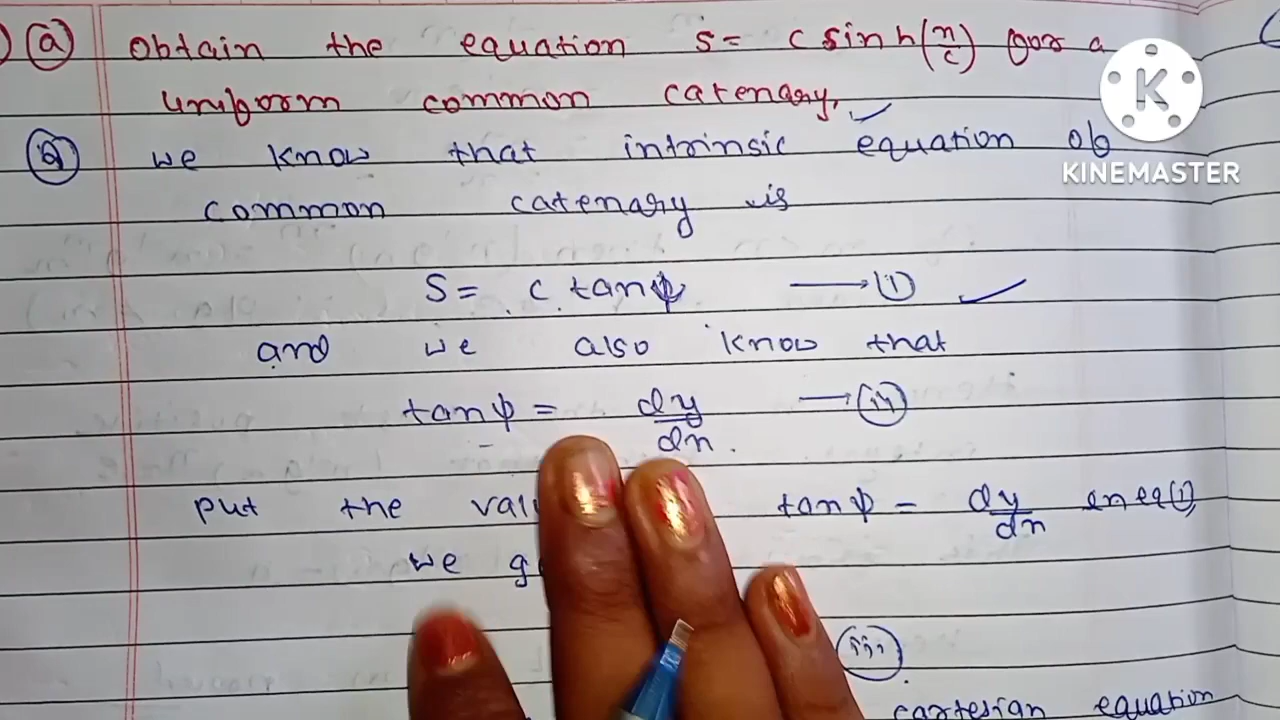 (a) Obtain the equation S = c sinh(x/c) for a
uniform common catenary.
we know that intrinsic equation of
common catenary is
S = c tanψ → (i)
and we also know that
tanψ = dy/dx → (ii)
put the tanψ = dy/dx in eq(i),
we
(iii)
cartesian equation
K
KINEMASTER